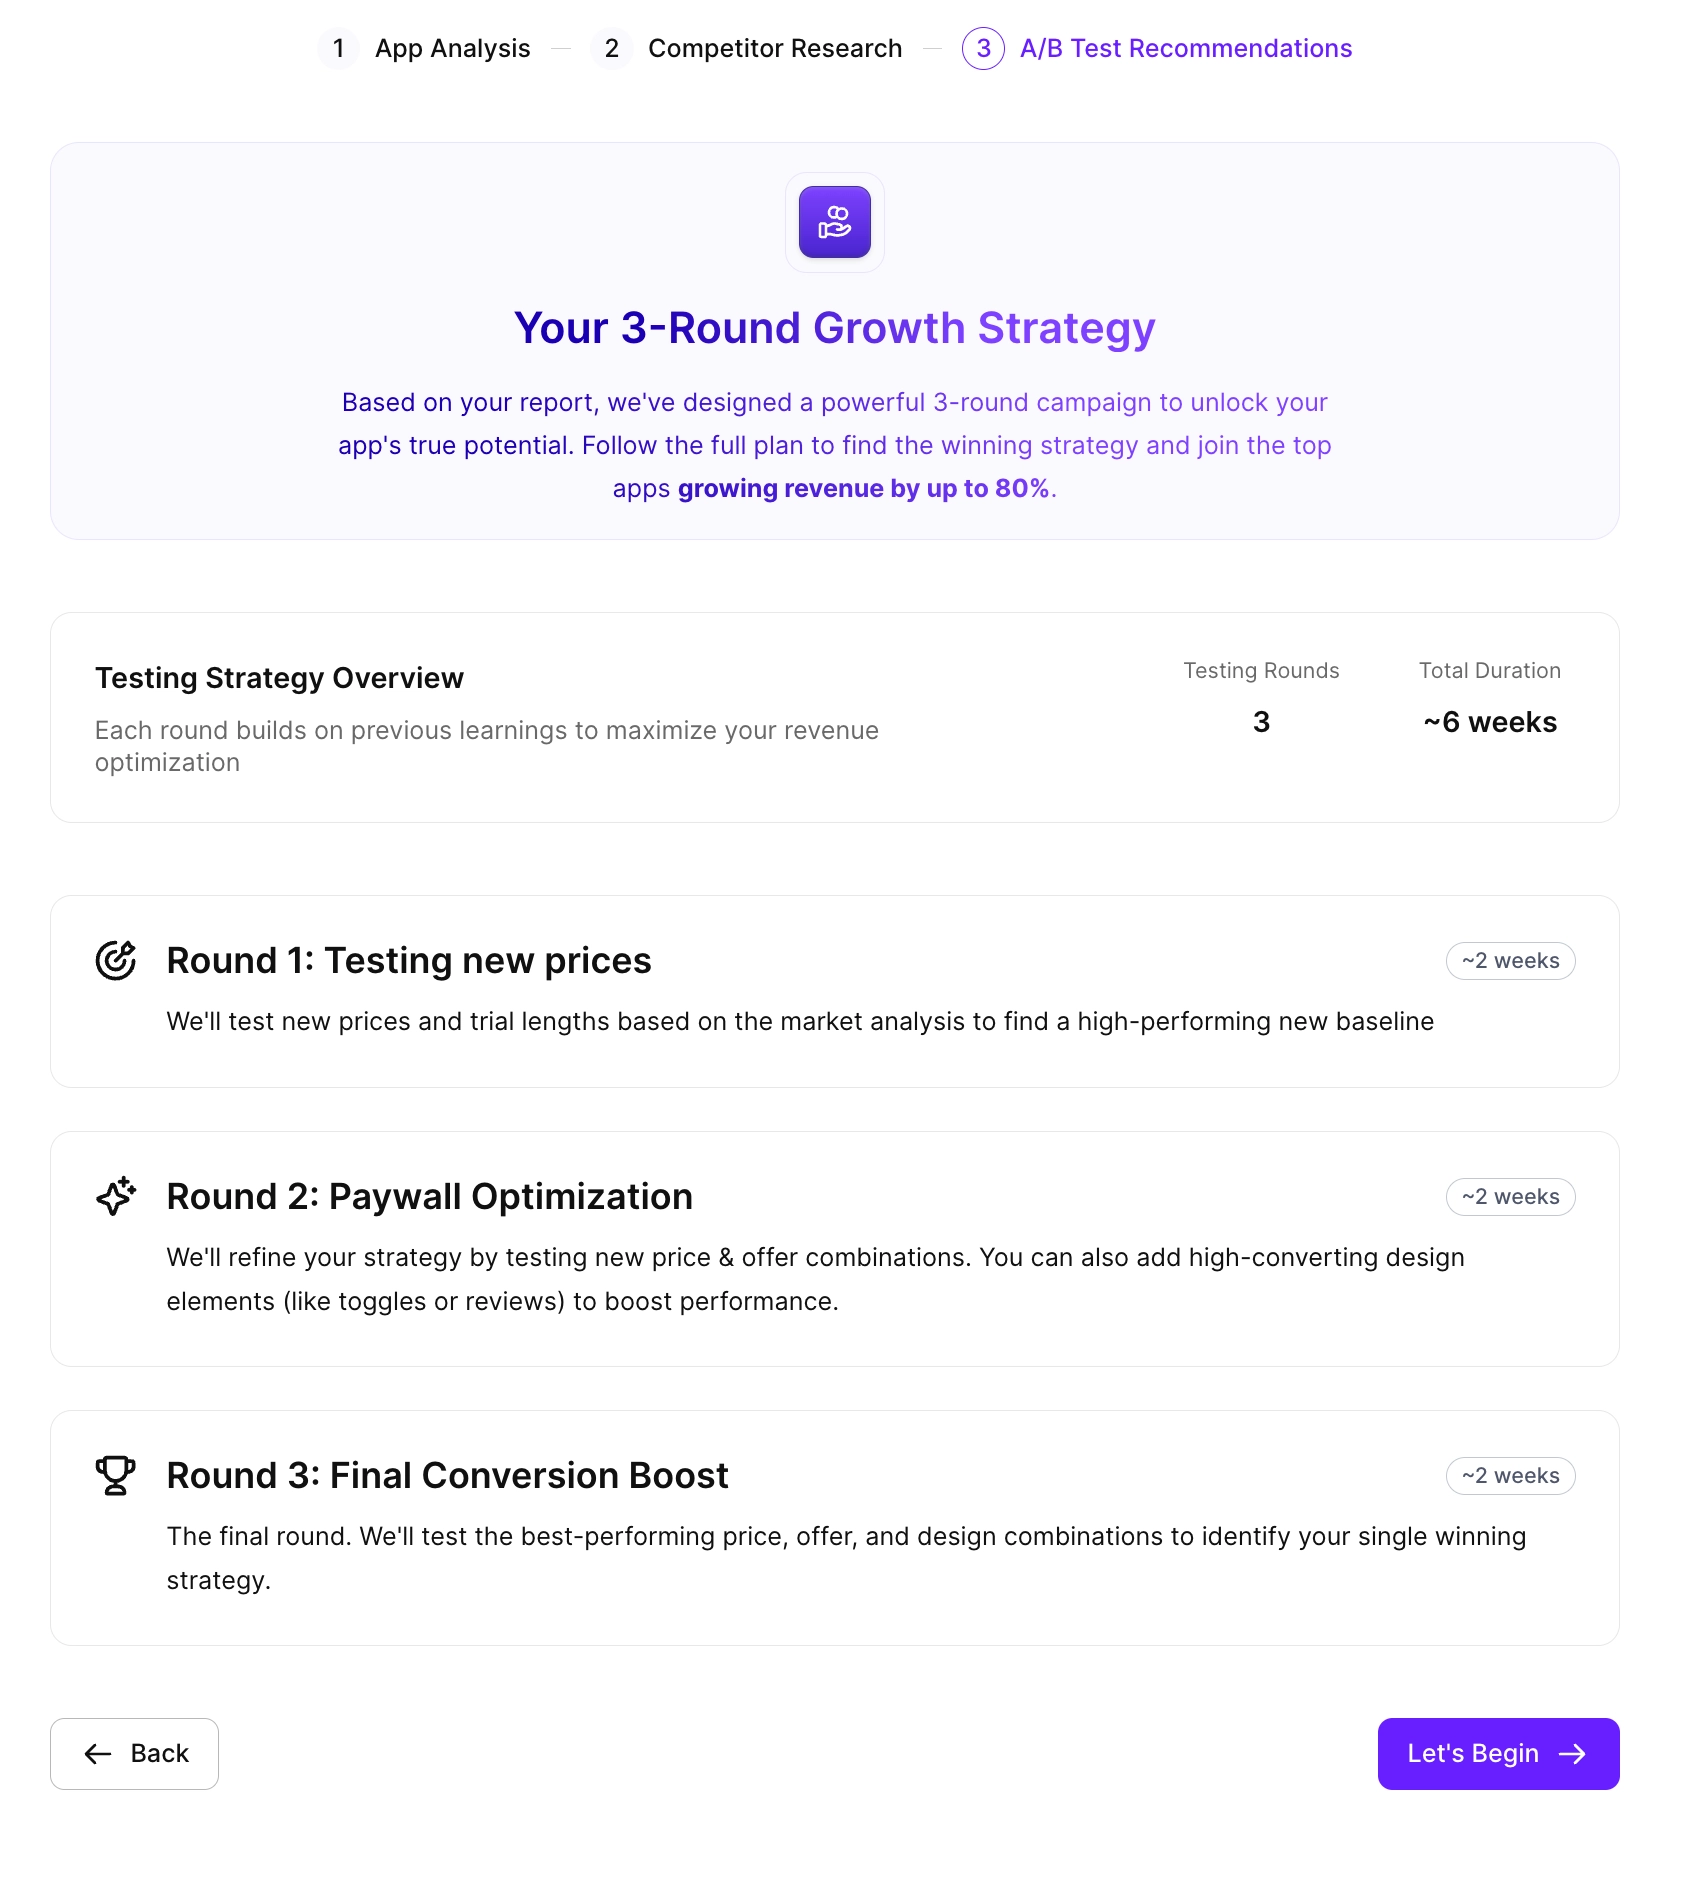 1 App Analysis — 2 Competitor Research — 3 A/B Test Recommendations
Your 3-Round Growth Strategy
Based on your report, we've designed a powerful 3-round campaign to unlock your
app's true potential. Follow the full plan to find the winning strategy and join the top
apps growing revenue by up to 80%.
Testing Strategy Overview
Each round builds on previous learnings to maximize your revenue
optimization
Testing Rounds
3
Total Duration
~6 weeks
Round 1: Testing new prices
~2 weeks
We'll test new prices and trial lengths based on the market analysis to find a high-performing new baseline
Round 2: Paywall Optimization
~2 weeks
We'll refine your strategy by testing new price & offer combinations. You can also add high-converting design
elements (like toggles or reviews) to boost performance.
Round 3: Final Conversion Boost
~2 weeks
The final round. We'll test the best-performing price, offer, and design combinations to identify your single winning
strategy.
Back
Let's Begin